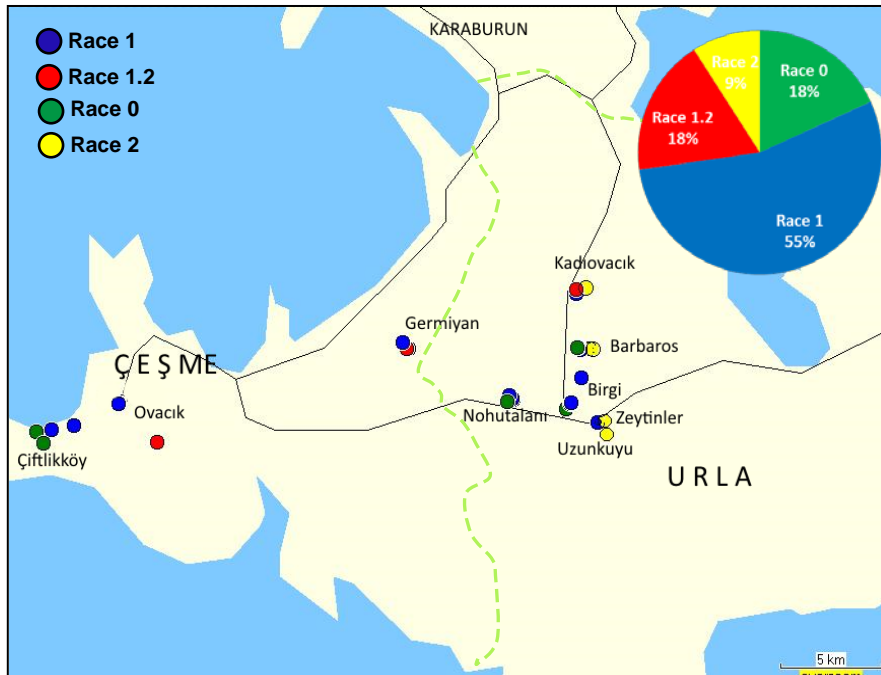 KARABURUN
Race 1
Race 1.2
Race 0
Race 2
Race 2
9%
Race 0
18%
Race 1.2
18%
Race 1
55%
Kadıovacık
Germiyan
Barbaros
ÇEŞME
Birgi
Ovacık
Nohutalanı
Zeytinler
Çiftlikköy
Uzunkuyu
URLA
5 km